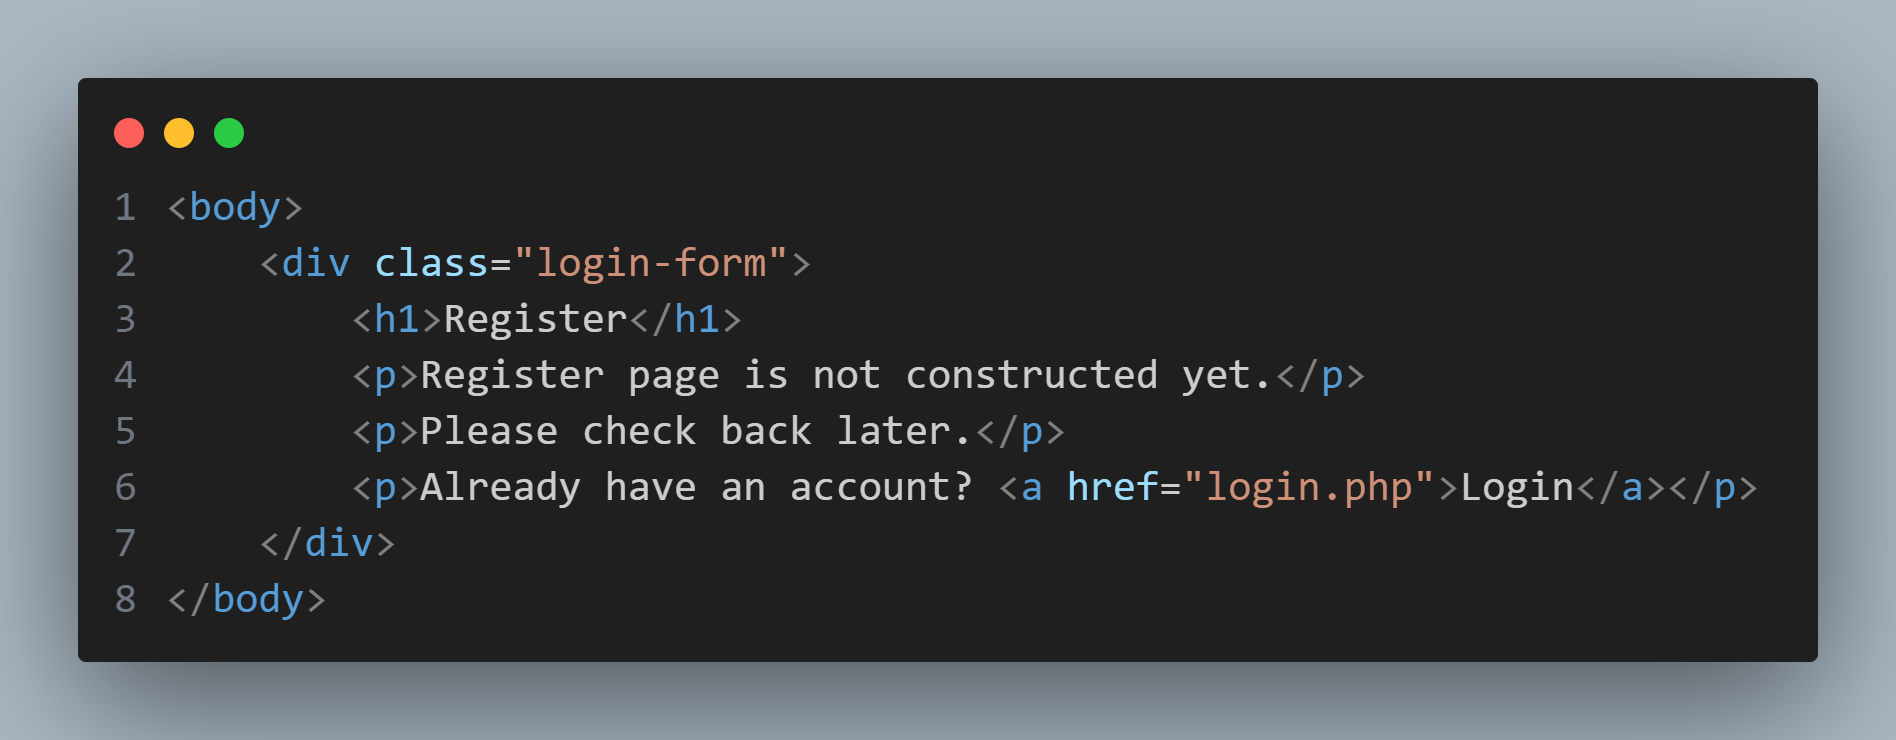 1 <body>
2     <div class="login-form">
3         <h1>Register</h1>
4         <p>Register page is not constructed yet.</p>
5         <p>Please check back later.</p>
6         <p>Already have an account? <a href="login.php">Login</a></p>
7     </div>
8 </body>